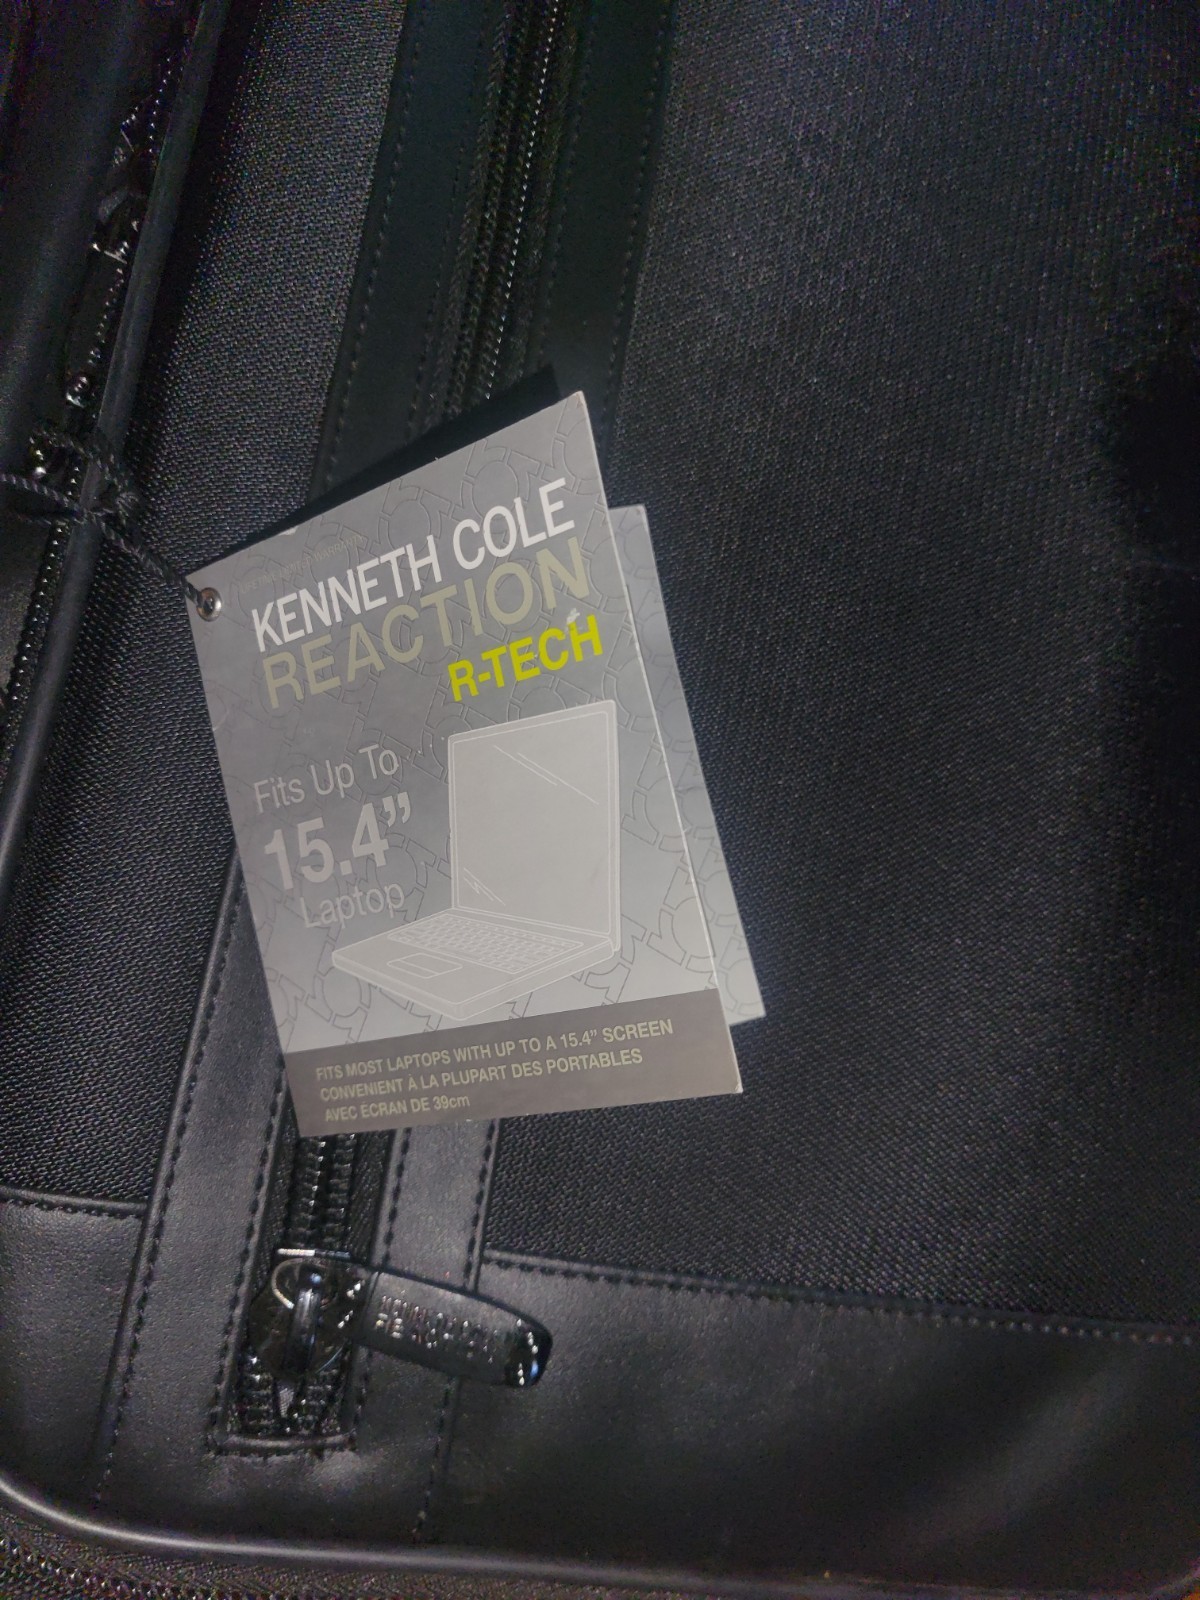 KENNETH COLE
REACTION
R-TECH
Fits Up To
15.4”
Laptop
FITS MOST LAPTOPS WITH UP TO A 15.4” SCREEN
CONVENIENT À LA PLUPART DES PORTABLES
AVEC ÉCRAN DE 39cm